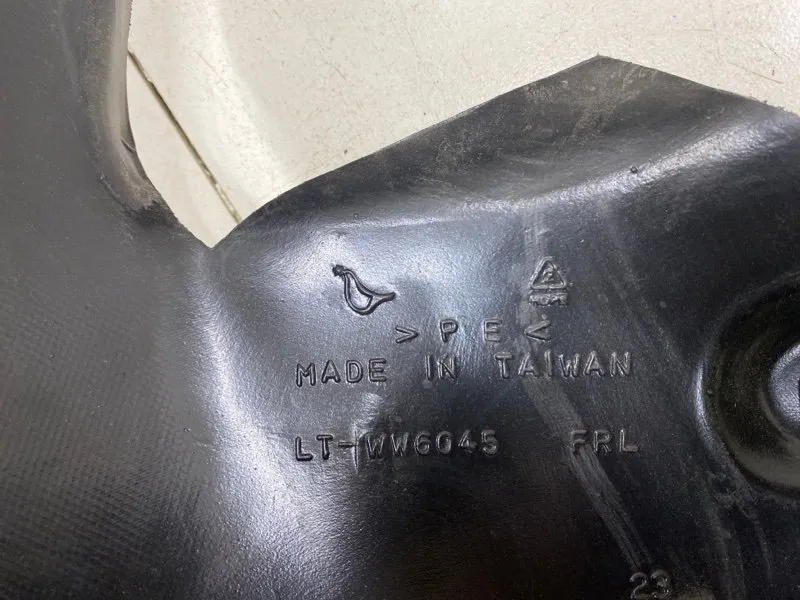 >PE<
MADE IN TAIWAN
LT-WW6045 FRL
23